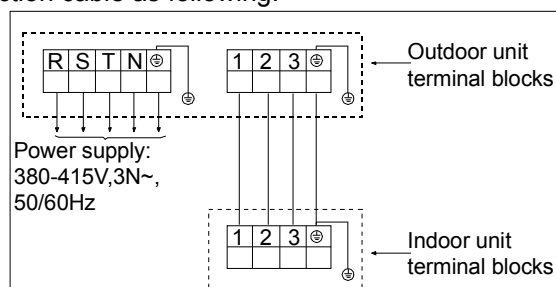 ction cable as following:
R S T N ⏚
1 2 3 ⏚
Outdoor unit
terminal blocks
Power supply:
380-415V,3N~,
50/60Hz
1 2 3 ⏚
Indoor unit
terminal blocks